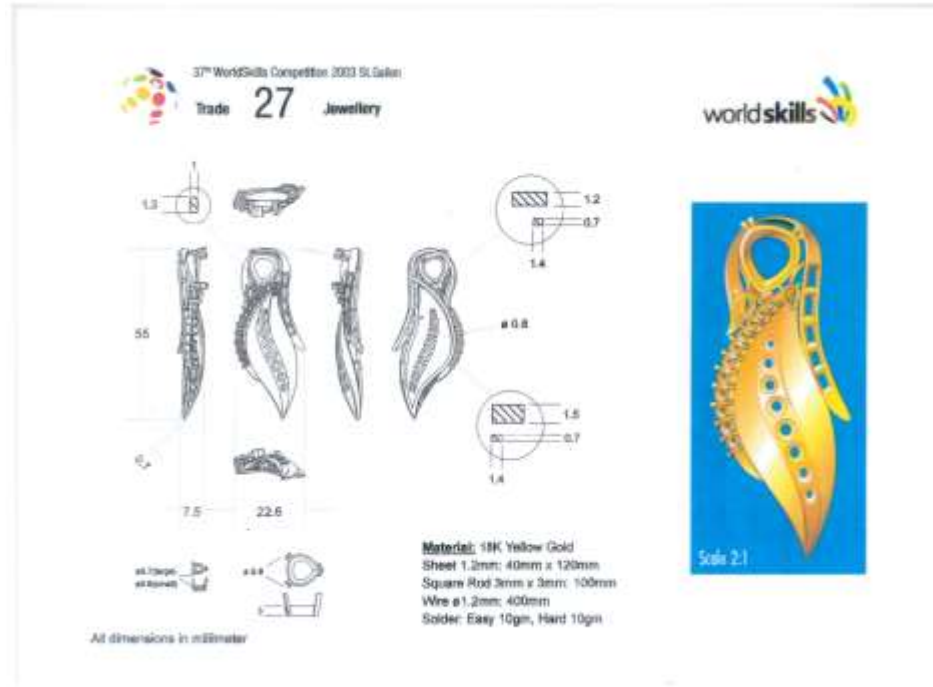 37th WorldSkills Competition 2003 St.Gallen
Trade 27 Jewellery
worldskills
1
1.3
1.2
0.7
1.4
55
ø 0.8
1.5
0.7
1.4
7.5
22.6
Scale 2:1
Material: 18K Yellow Gold
Sheet 1.2mm: 40mm x 120mm
Square Rod 3mm x 3mm: 100mm
Wire ø1.2mm: 400mm
Solder: Easy 10gm, Hard 10gm
All dimensions in millimeter